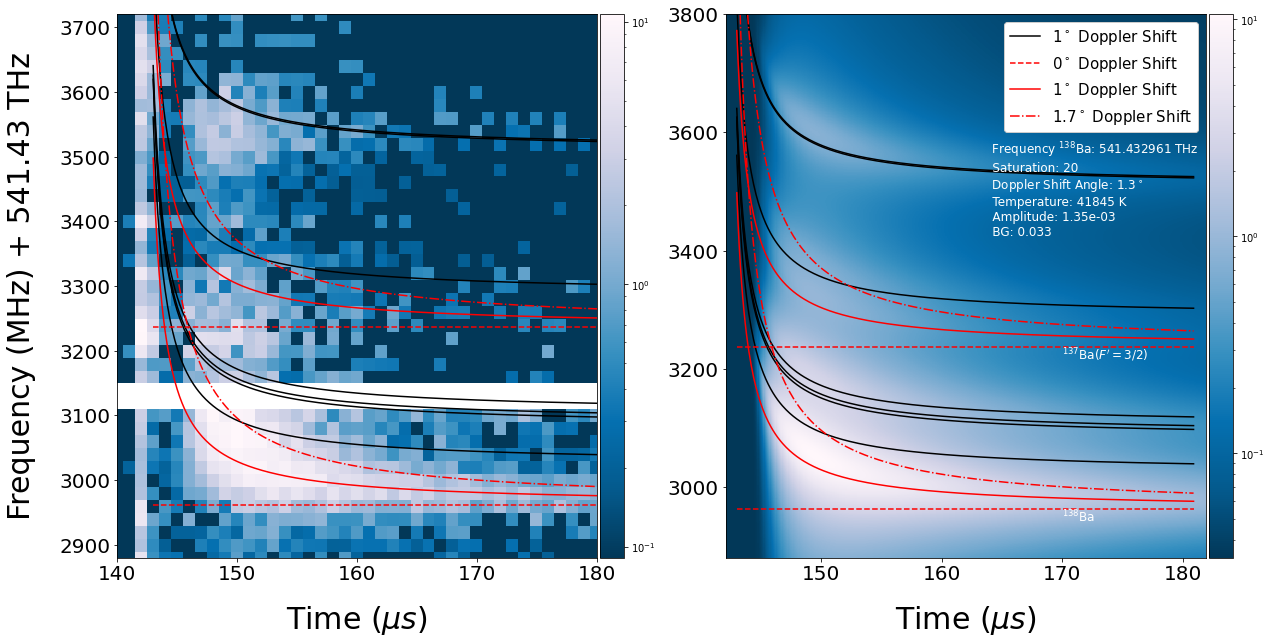 Frequency (MHz) + 541.43 THz
3700
3600
3500
3400
3300
3200
3100
3000
2900
140
150
160
170
180
Time (μs)
10¹
10⁰
10⁻¹
3800
3600
3400
3200
3000
150
160
170
180
Time (μs)
1° Doppler Shift
0° Doppler Shift
1° Doppler Shift
1.7° Doppler Shift
Frequency ¹³⁸Ba: 541.432961 THz
Saturation: 20
Doppler Shift Angle: 1.3°
Temperature: 41845 K
Amplitude: 1.35e-03
BG: 0.033
¹³⁷Ba(F′ = 3/2)
¹³⁸Ba
10¹
10⁰
10⁻¹